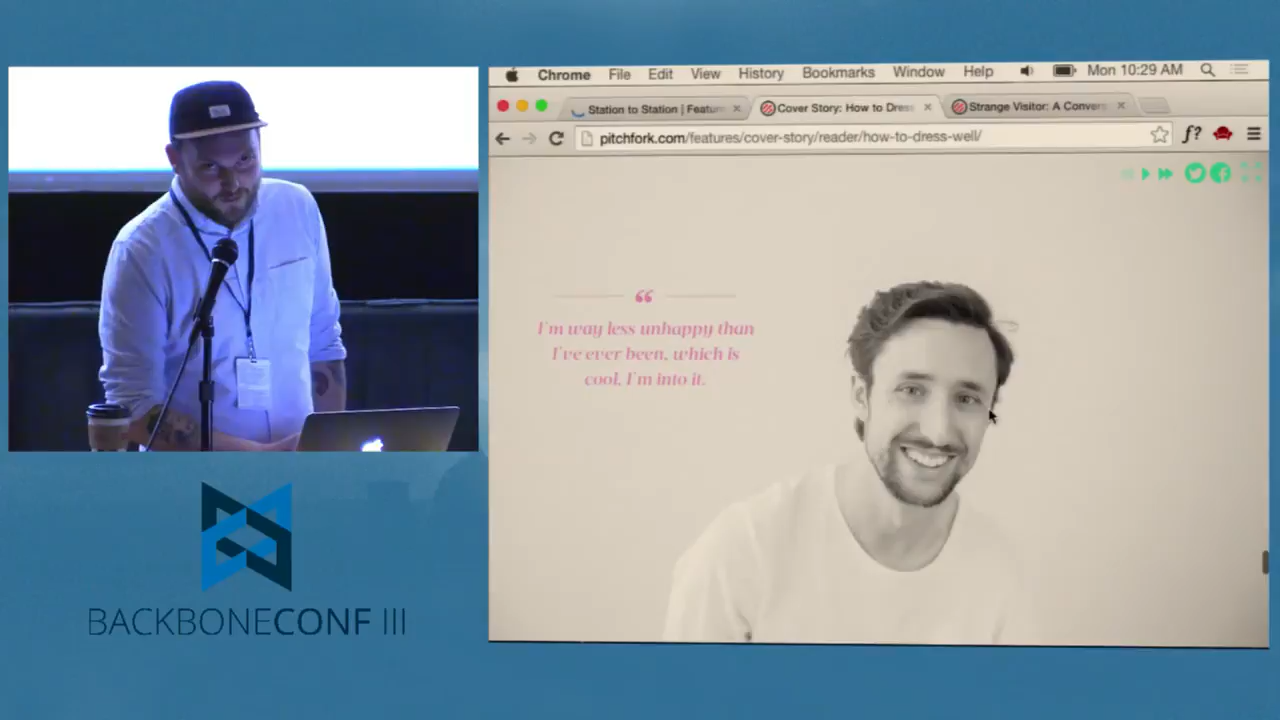 Chrome File Edit View History Bookmarks Window Help Mon 10:29 AM
Station to Station | Featur
Cover Story: How to Dress
Strange Visitor: A Convers
pitchfork.com/features/cover-story/reader/how-to-dress-well/
f?
“
I'm way less unhappy than
I've ever been, which is
cool, I'm into it.
BACKBONECONF III